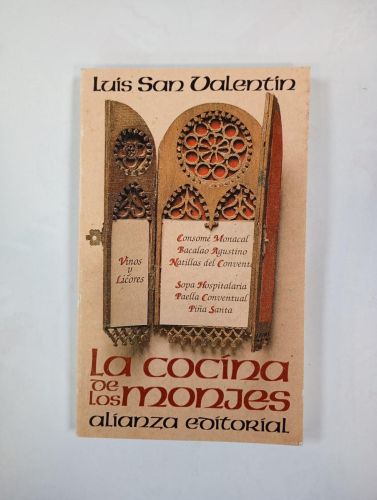 Luis San Valentín
Vinos
y
Licores
Consomé Monacal
Bacalao Agustino
Natillas del Convento
Sopa Hospitalaria
Paella Conventual
Piña Santa
La cocina
de
los monjes
alianza editorial